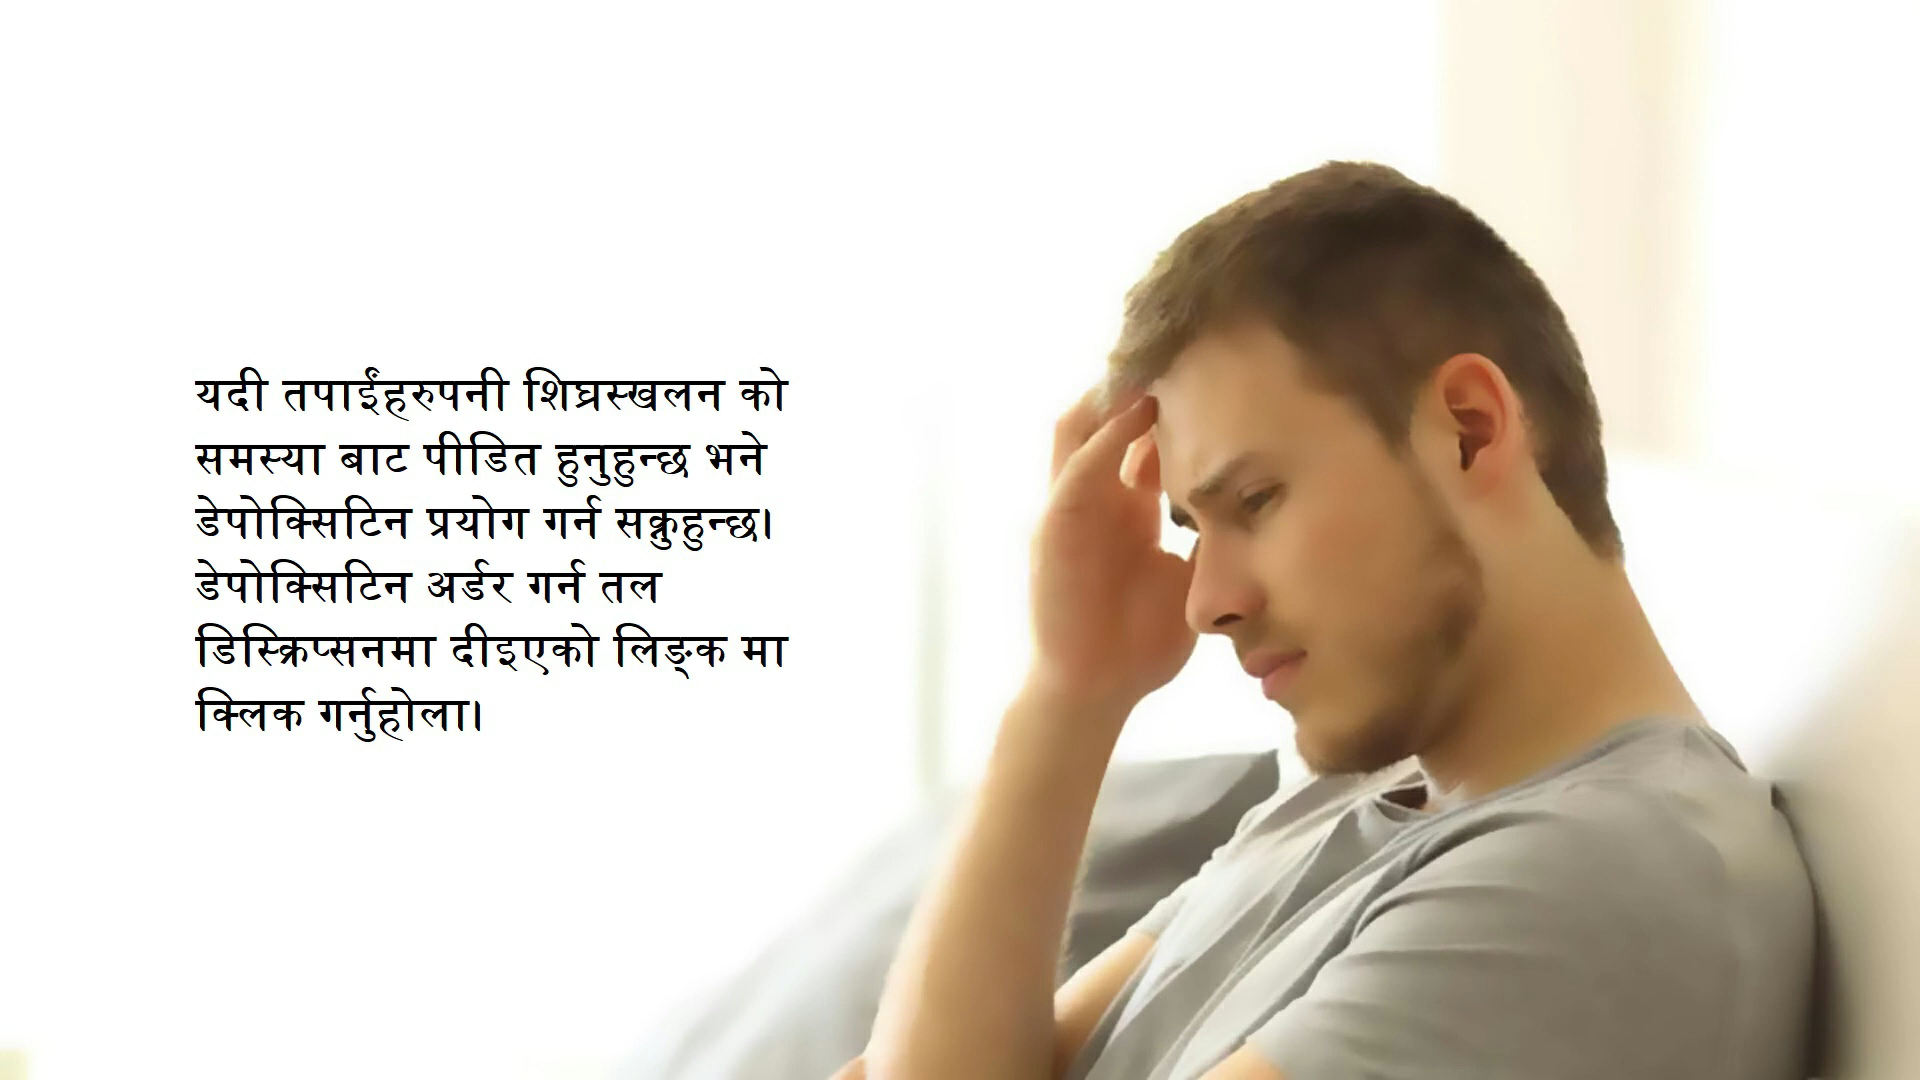 यदी तपाईंहरुपनी शिघ्रस्खलन को
समस्या बाट पीडित हुनुहुन्छ भने
डेपोक्सिटिन प्रयोग गर्न सक्नुहुन्छ।
डेपोक्सिटिन अर्डर गर्न तल
डिस्क्रिप्सनमा दीइएको लिङ्क मा
क्लिक गर्नुहोला।